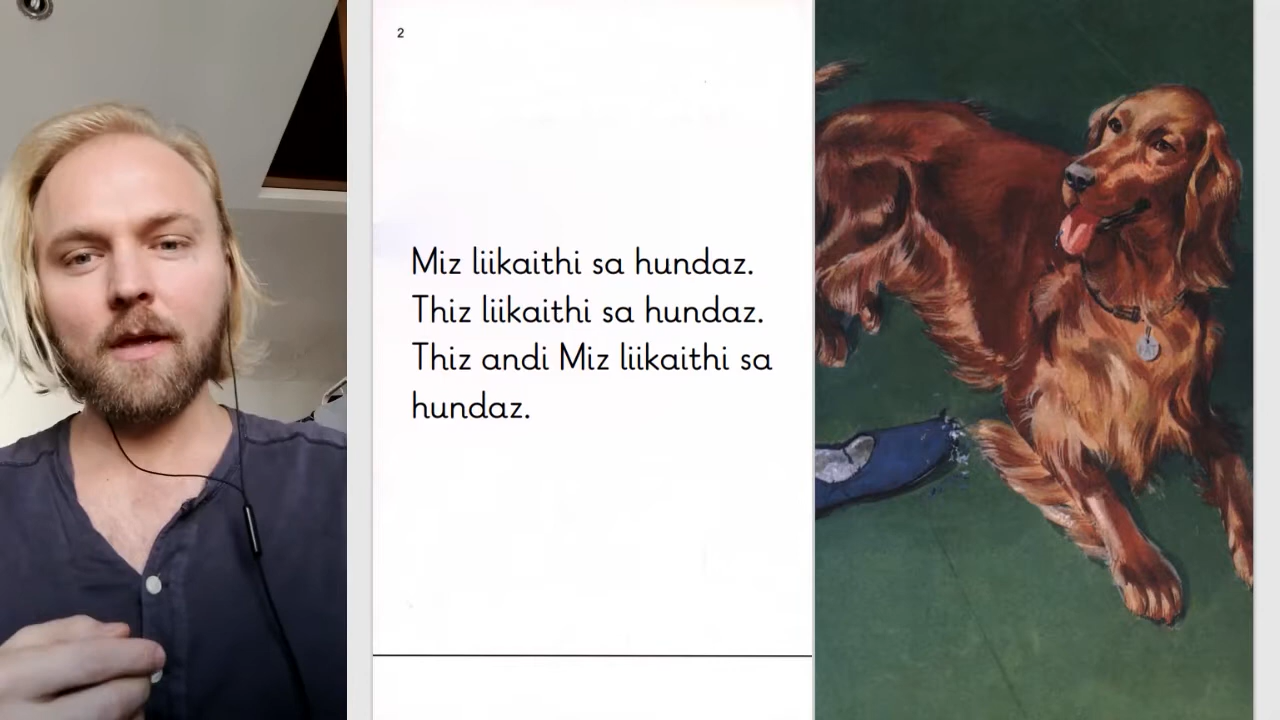 2
Miz liikaithi sa hundaz.
Thiz liikaithi sa hundaz.
Thiz andi Miz liikaithi sa
hundaz.